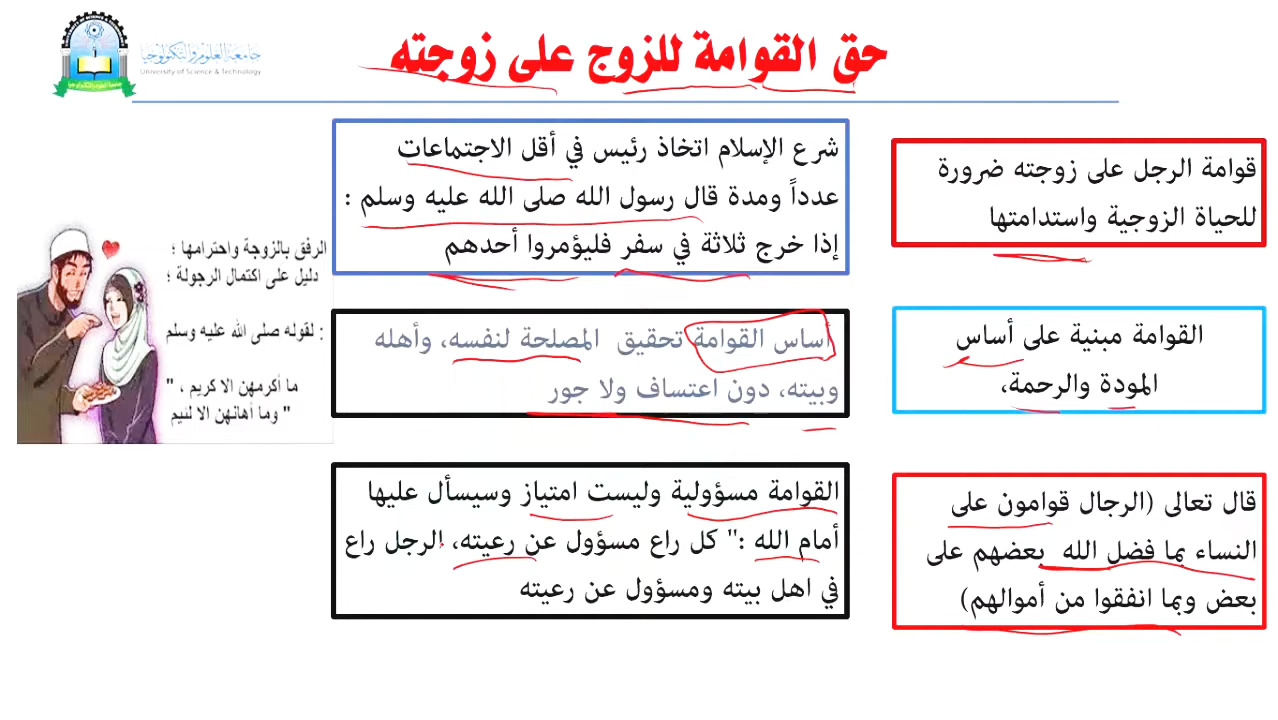 جامعة العلوم والتكنولوجيا
University of Science & Technology
حق القوامة للزوج على زوجته
قوامة الرجل على زوجته ضرورة
للحياة الزوجية واستدامتها
شرع الإسلام اتخاذ رئيس في أقل الاجتماعات
عدداً ومدة قال رسول الله صلى الله عليه وسلم :
إذا خرج ثلاثة في سفر فليؤمروا أحدهم
القوامة مبنية على أساس
المودة والرحمة،
أساس القوامة تحقيق المصلحة لنفسه، وأهله
وبيته، دون اعتساف ولا جور
قال تعالى (الرجال قوامون على
النساء بما فضل الله بعضهم على
بعض وبما انفقوا من أموالهم)
القوامة مسؤولية وليست امتياز وسيسأل عليها
أمام الله :" كل راع مسؤول عن رعيته، الرجل راع
في اهل بيته ومسؤول عن رعيته
الرفق بالزوجة واحترامها ؛
دليل على اكتمال الرجولة ؛
لقوله صلى الله عليه وسلم :
" ما أكرمهن الا كريم ،
وما أهانهن الا لئيم "